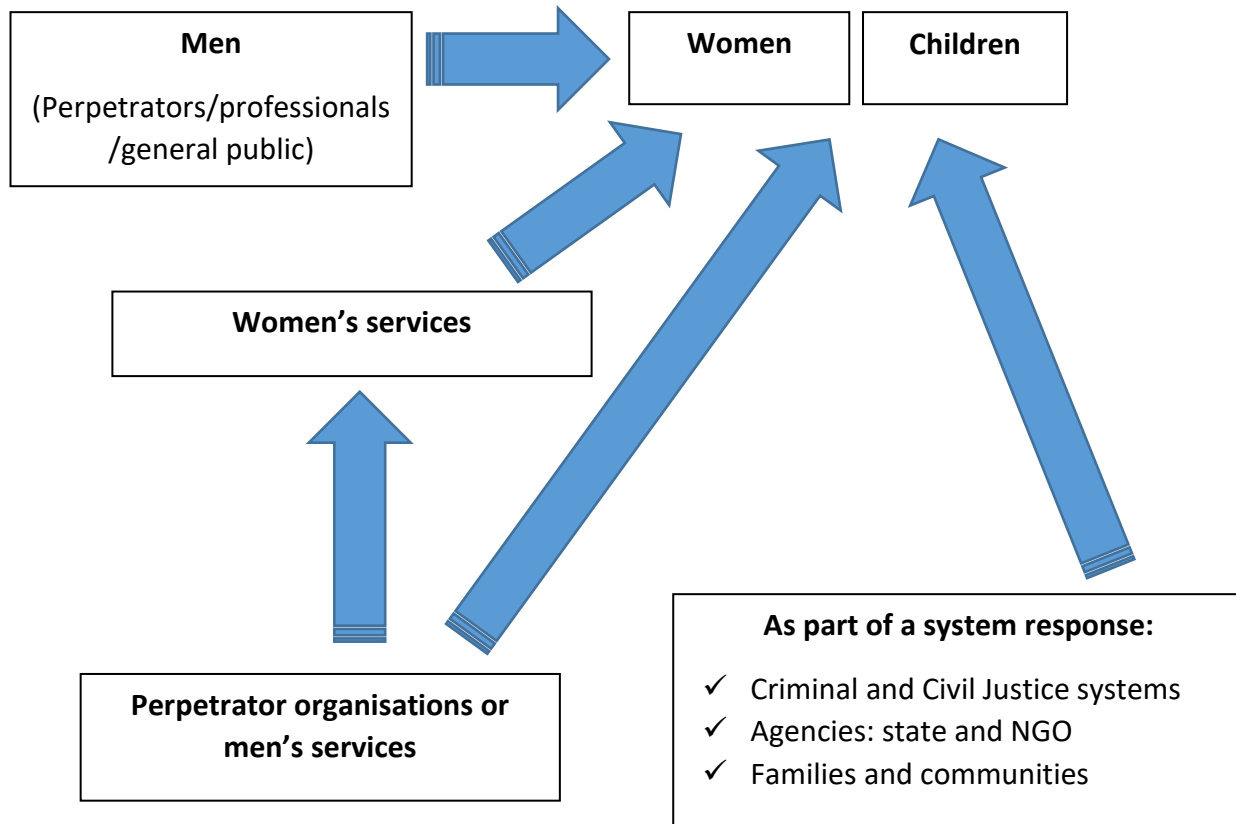 Men
(Perpetrators/professionals
/general public)
Women
Children
Women’s services
Perpetrator organisations or
men’s services
As part of a system response:
✓ Criminal and Civil Justice systems
✓ Agencies: state and NGO
✓ Families and communities